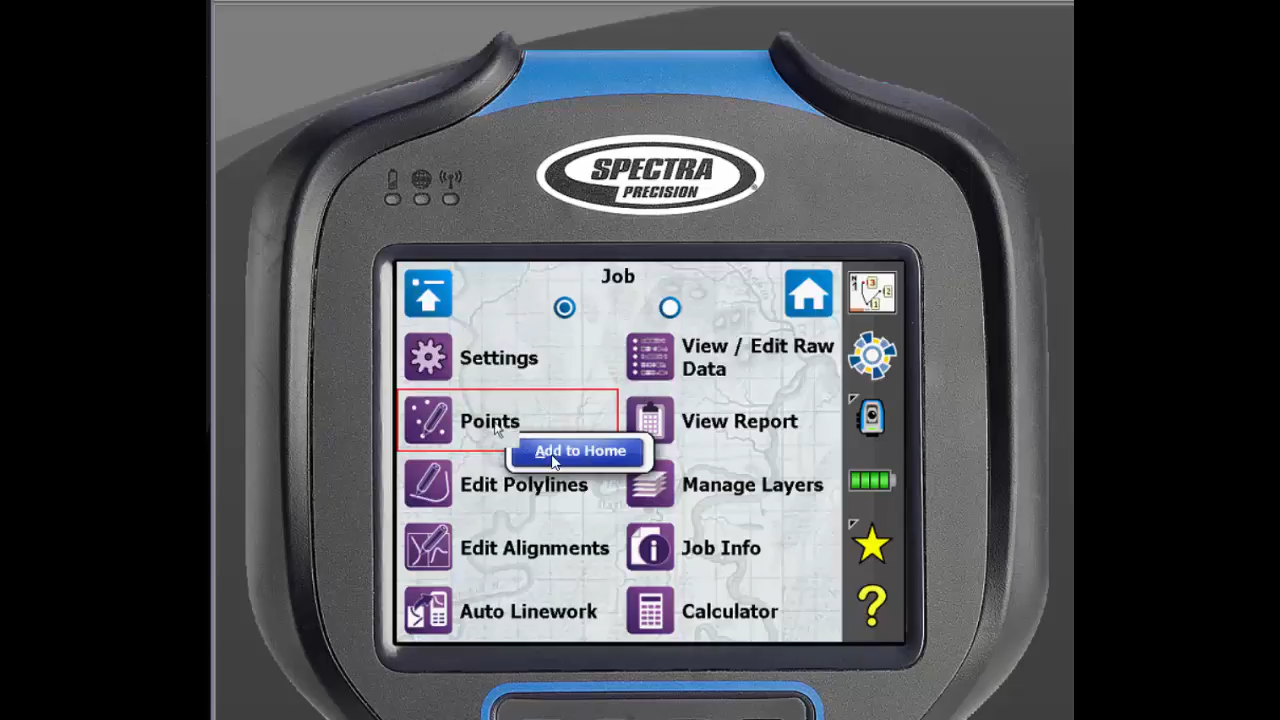 SPECTRA
PRECISION
Job
Settings
View / Edit Raw
Data
Points
View Report
Add to Home
Edit Polylines
Manage Layers
Edit Alignments
Job Info
Auto Linework
Calculator